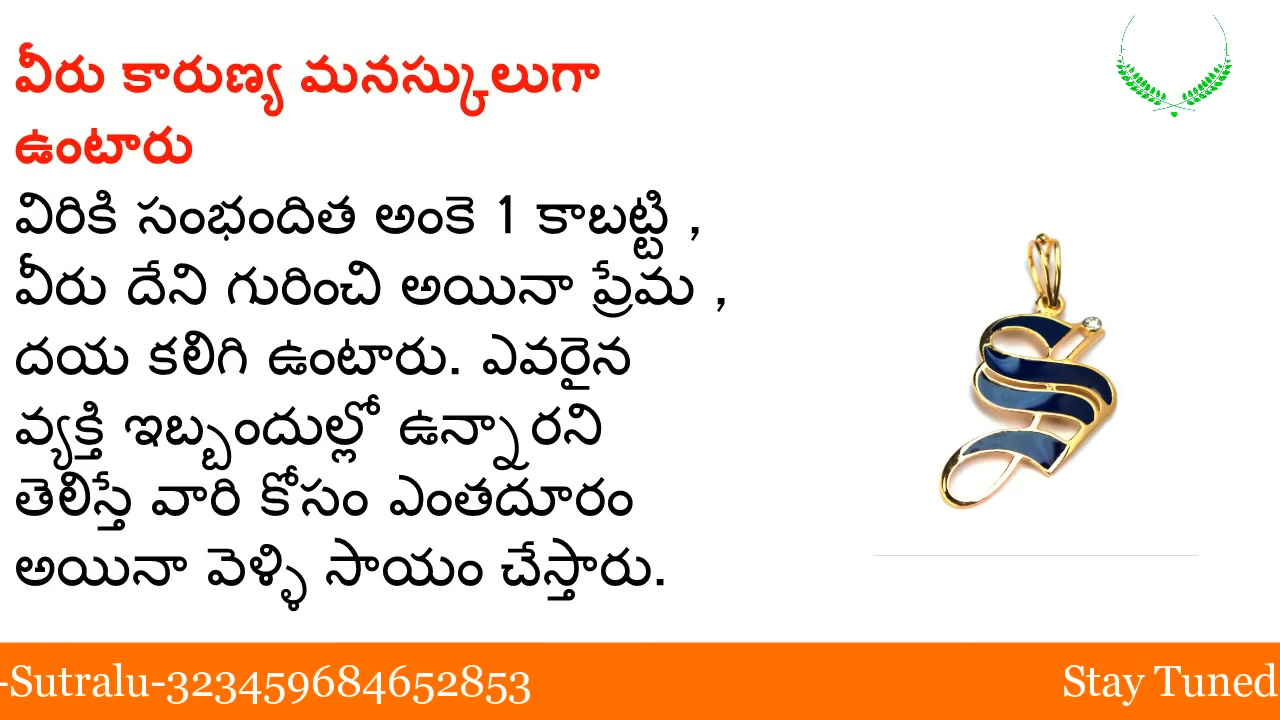 వీరు కారుణ్య మనస్కులుగా
ఉంటారు
విరికి సంభందిత అంకె 1 కాబట్టి ,
వీరు దేని గురించి అయినా ప్రేమ ,
దయ కలిగి ఉంటారు. ఎవరైన
వ్యక్తి ఇబ్బందుల్లో ఉన్నారని
తెలిస్తే వారి కోసం ఎంతదూరం
అయినా వెళ్ళి సాయం చేస్తారు.
S
-Sutralu-323459684652853 Stay Tuned